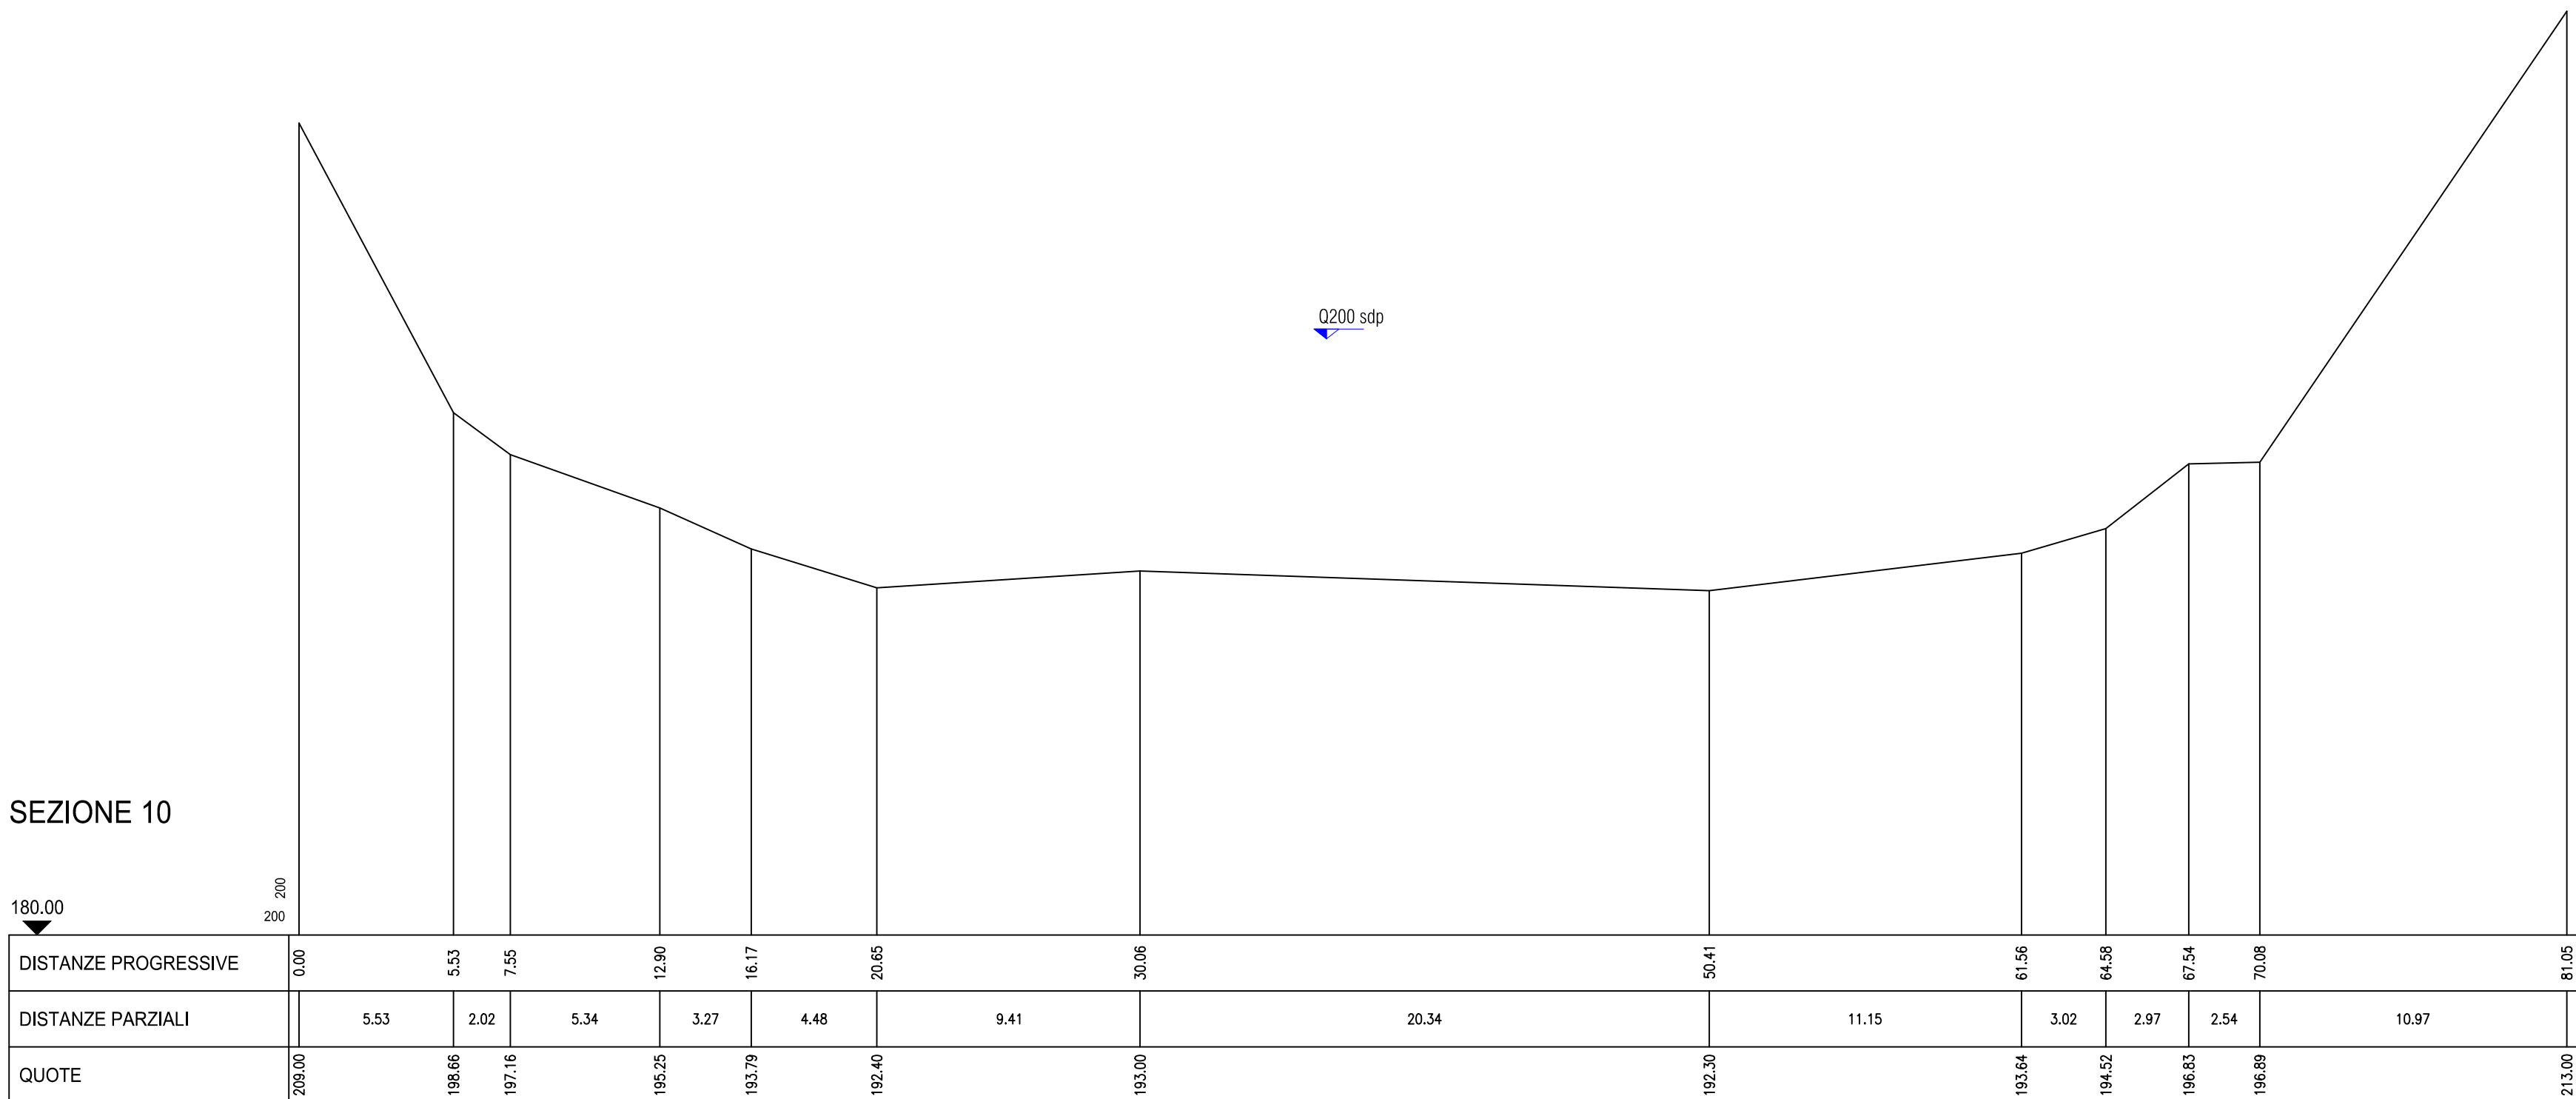 Q200 sdp
SEZIONE 10
200
180.00
200
DISTANZE PROGRESSIVE 0.00 5.53 7.55 12.90 16.17 20.65 30.06 50.41 61.56 64.58 67.54 70.08 81.05
DISTANZE PARZIALI 5.53 2.02 5.34 3.27 4.48 9.41 20.34 11.15 3.02 2.97 2.54 10.97
QUOTE 209.00 198.66 197.16 195.25 193.79 192.40 193.00 192.30 193.64 194.52 196.83 196.89 213.00